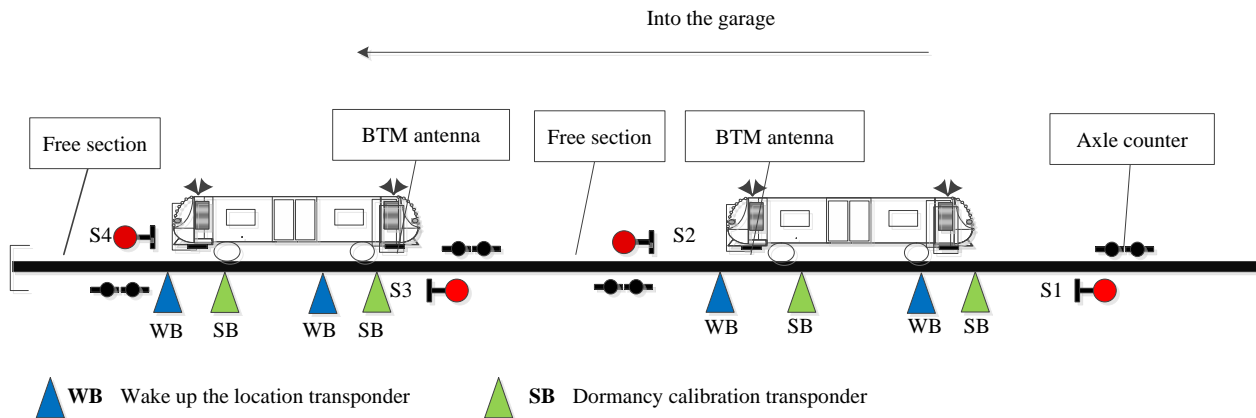 Into the garage
Free section
BTM antenna
Free section
BTM antenna
Axle counter
S4
S2
S3
S1
WB
SB
WB
SB
WB
SB
WB
SB
WB Wake up the location transponder
SB Dormancy calibration transponder